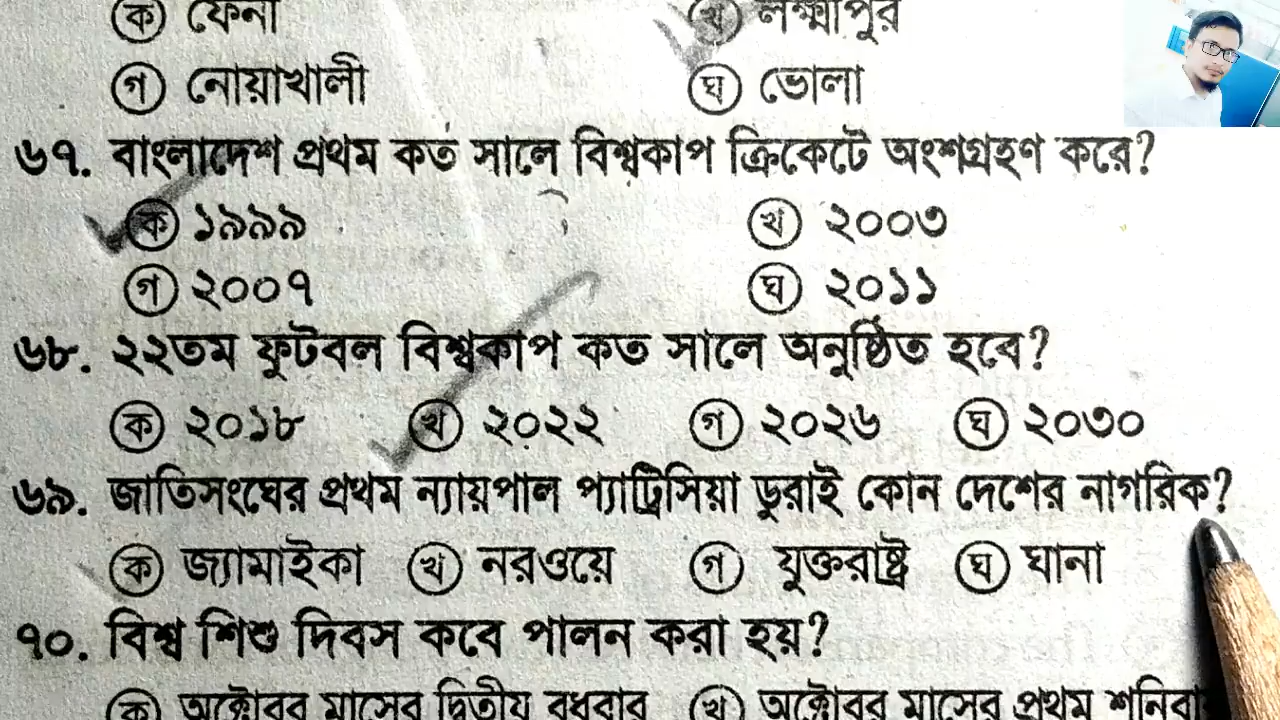 ক ফেনী খ লক্ষ্মীপুর
গ নোয়াখালী ঘ ভোলা
৬৭. বাংলাদেশ প্রথম কত সালে বিশ্বকাপ ক্রিকেটে অংশগ্রহণ করে?
ক ১৯৯৯ খ ২০০৩
গ ২০০৭ ঘ ২০১১
৬৮. ২২তম ফুটবল বিশ্বকাপ কত সালে অনুষ্ঠিত হবে?
ক ২০১৮ খ ২০২২ গ ২০২৬ ঘ ২০৩০
৬৯. জাতিসংঘের প্রথম ন্যায়পাল প্যাট্রিসিয়া ডুরাই কোন দেশের নাগরিক?
ক জ্যামাইকা খ নরওয়ে গ যুক্তরাষ্ট্র ঘ ঘানা
৭০. বিশ্ব শিশু দিবস কবে পালন করা হয়?
ক অক্টোবর মাসের দ্বিতীয় বুধবার খ অক্টোবর মাসের প্রথম